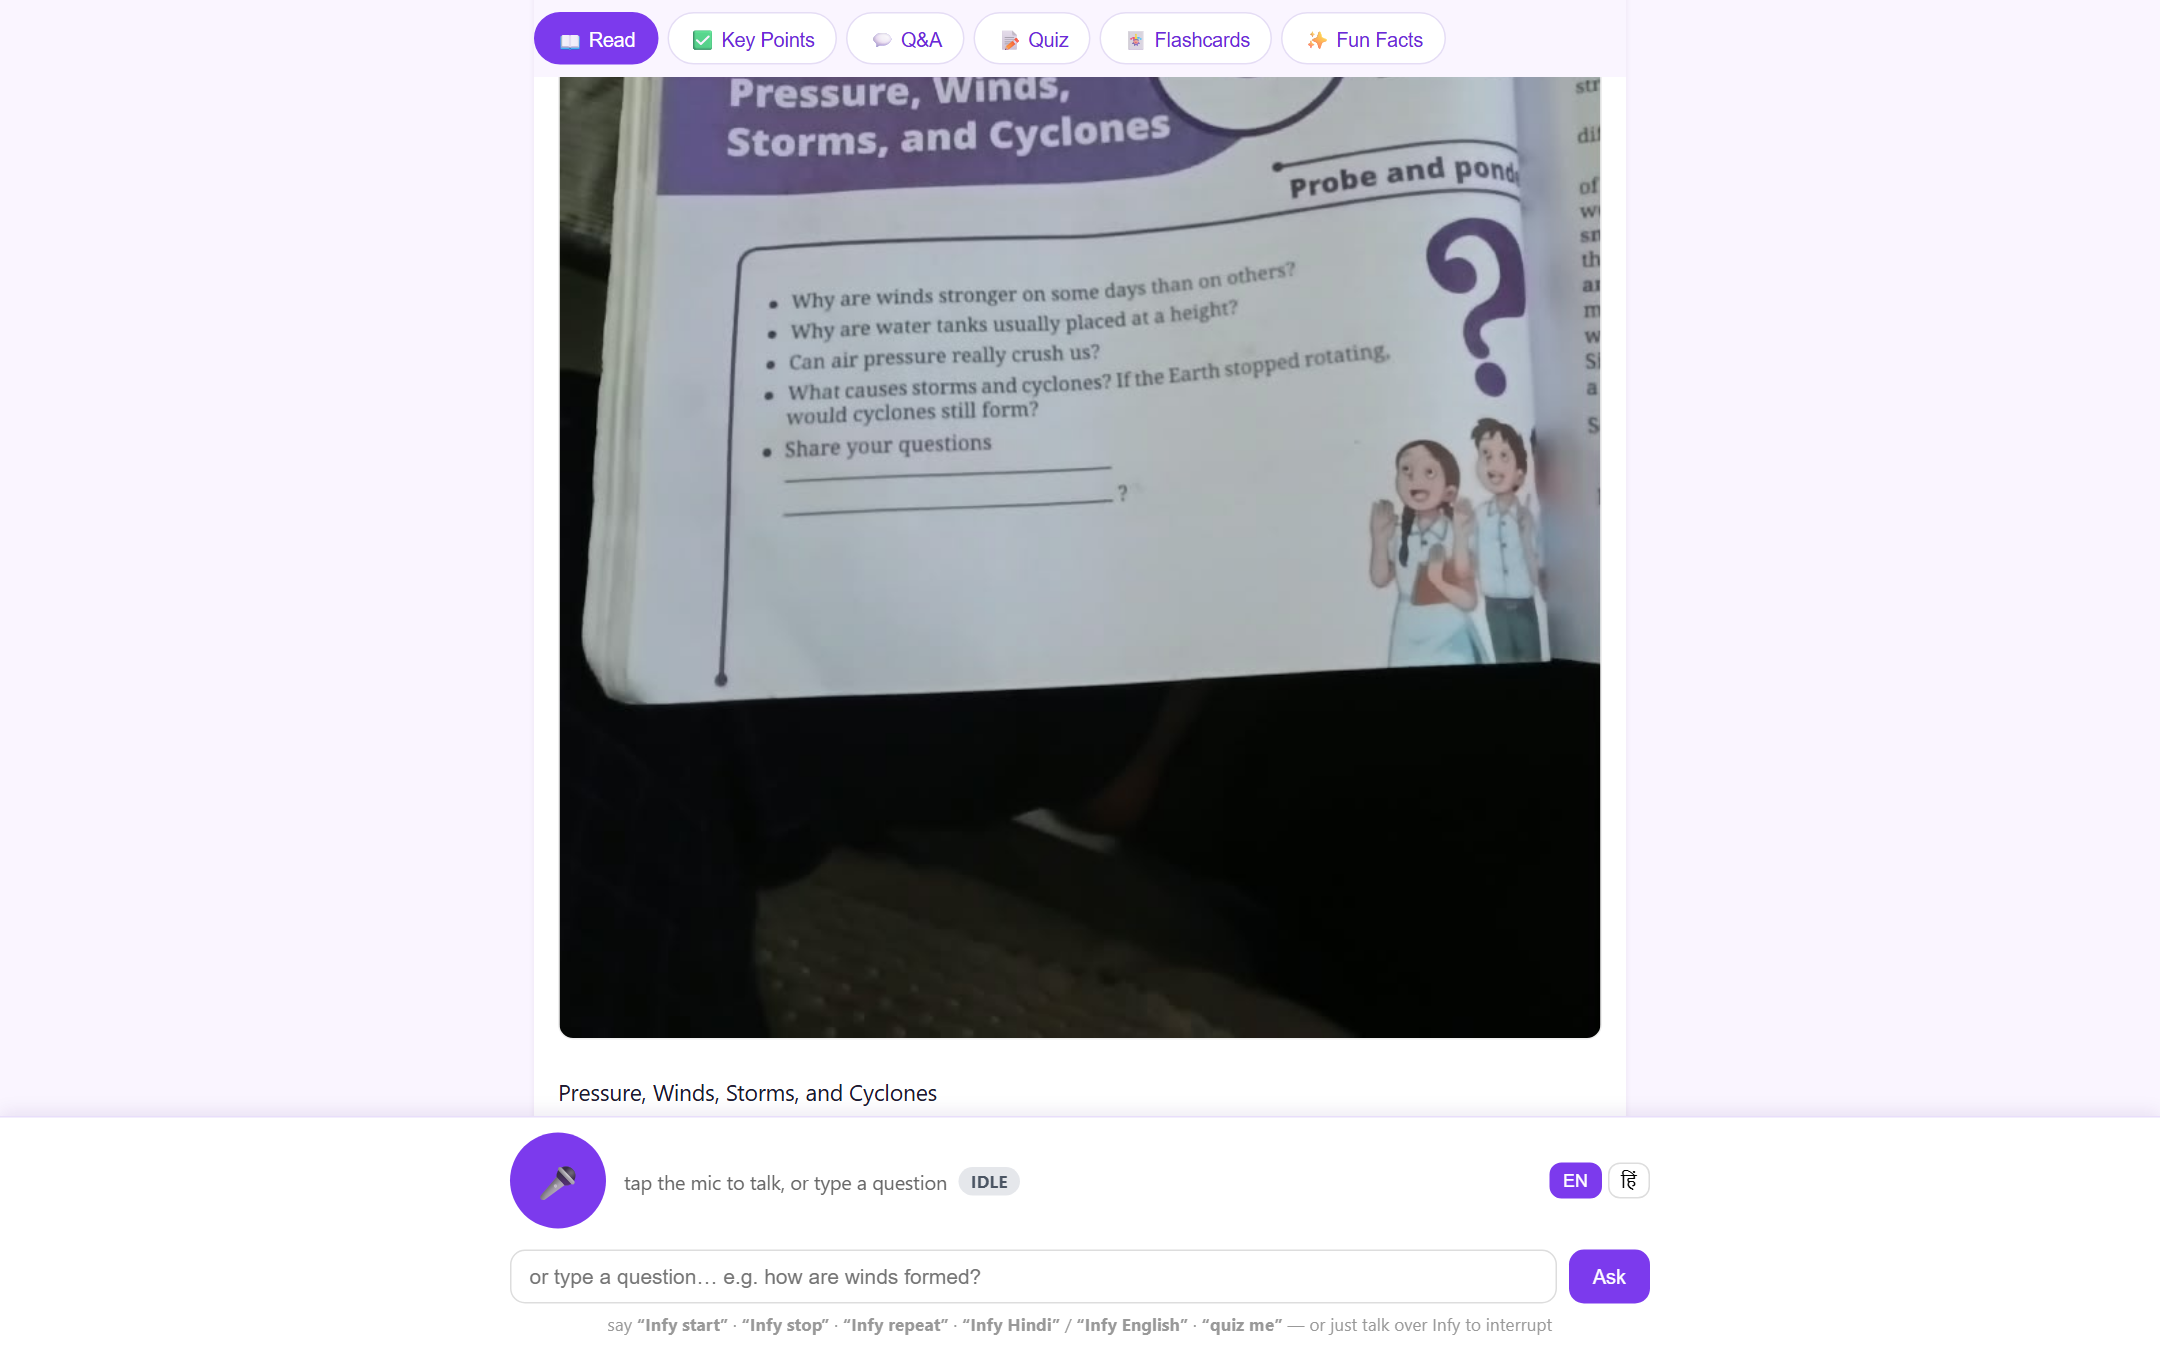 Read
Key Points
Q&A
Quiz
Flashcards
Fun Facts
Pressure, Winds,
Storms, and Cyclones
Probe and
Why are winds stronger on some days than on others?
Why are water tanks usually placed at a height?
Can air pressure really crush us?
What causes storms and cyclones? If the Earth stopped rotating,
would cyclones still form?
Share your questions
?
Pressure, Winds, Storms, and Cyclones
tap the mic to talk, or type a question IDLE
EN हिं
or type a question… e.g. how are winds formed?
Ask
say “Infy start” · “Infy stop” · “Infy repeat” · “Infy Hindi” / “Infy English” · “quiz me” — or just talk over Infy to interrupt